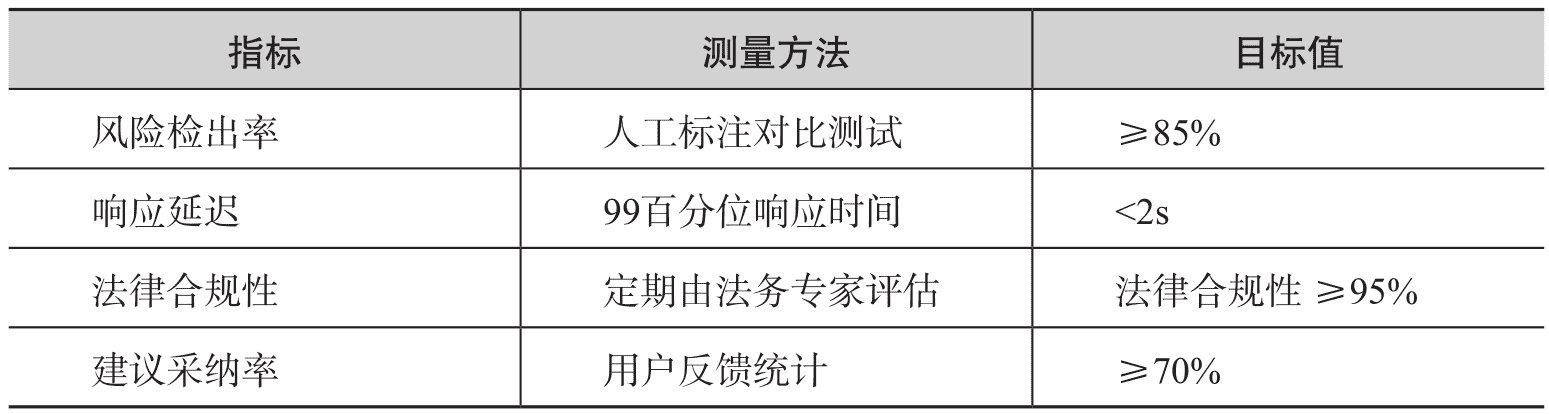 指标 测量方法 目标值
风险检出率 人工标注对比测试 ⩾85%
响应延迟 99百分位响应时间 <2s
法律合规性 定期由法务专家评估 法律合规性 ⩾95%
建议采纳率 用户反馈统计 ⩾70%